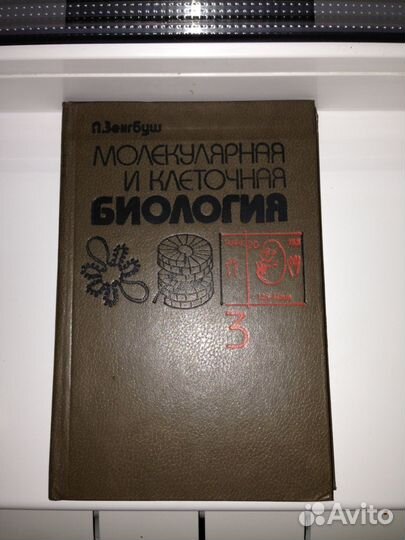 П. Зенгбуш
МОЛЕКУЛЯРНАЯ
И КЛЕТОЧНАЯ
БИОЛОГИЯ
3
Avito